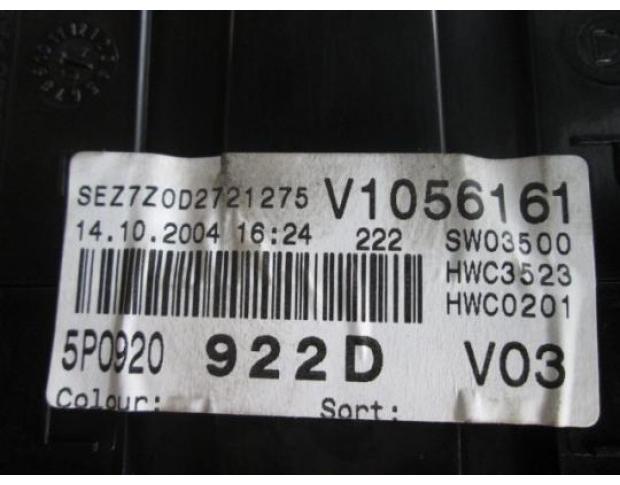 SEZ7Z0D2721275 V1056161
14.10.2004 16:24 222 SW03500
HWC3523
HWC0201
5P0920 922D V03
Colour: Sort: